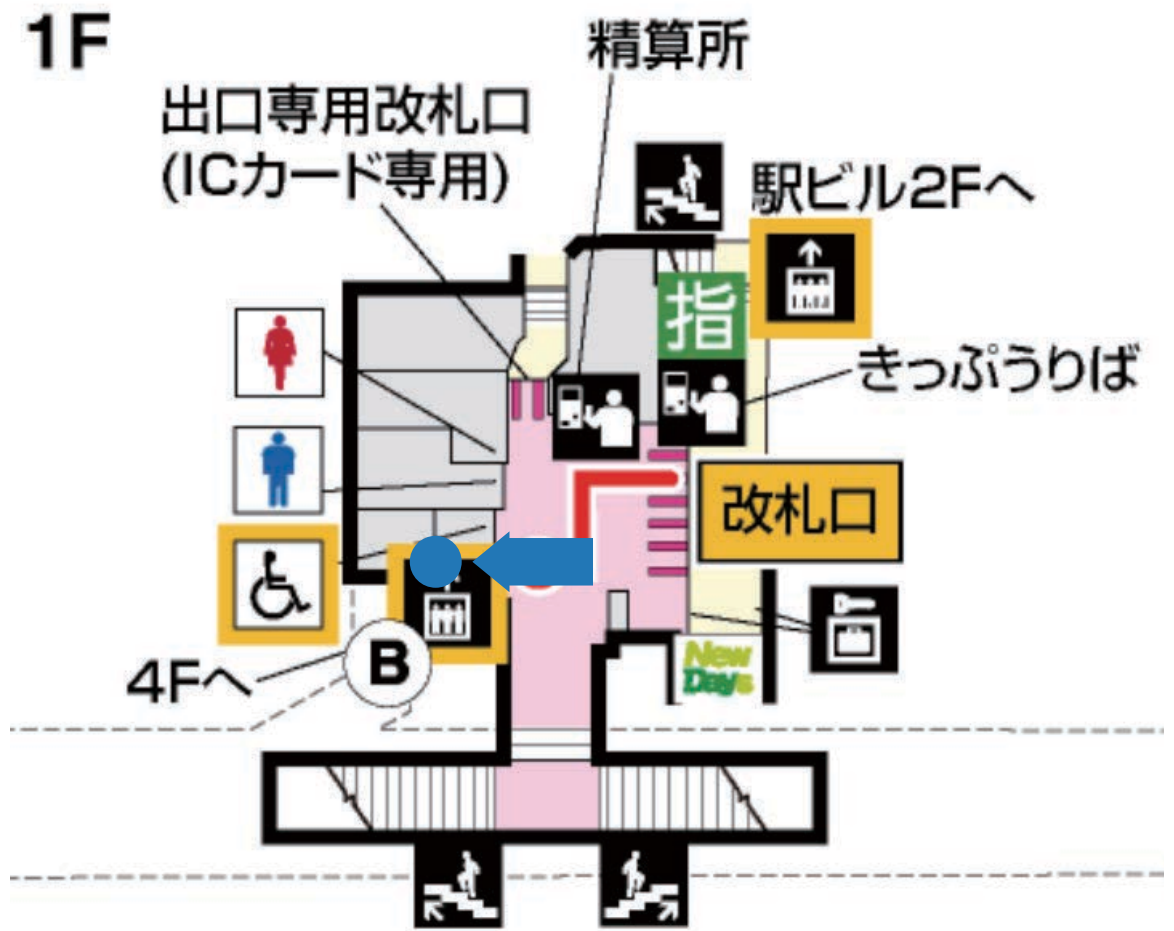 1F
精算所
出口専用改札口
(ICカード専用)
駅ビル2Fへ
指
きっぷうりば
改札口
New
Days
4Fへ
B